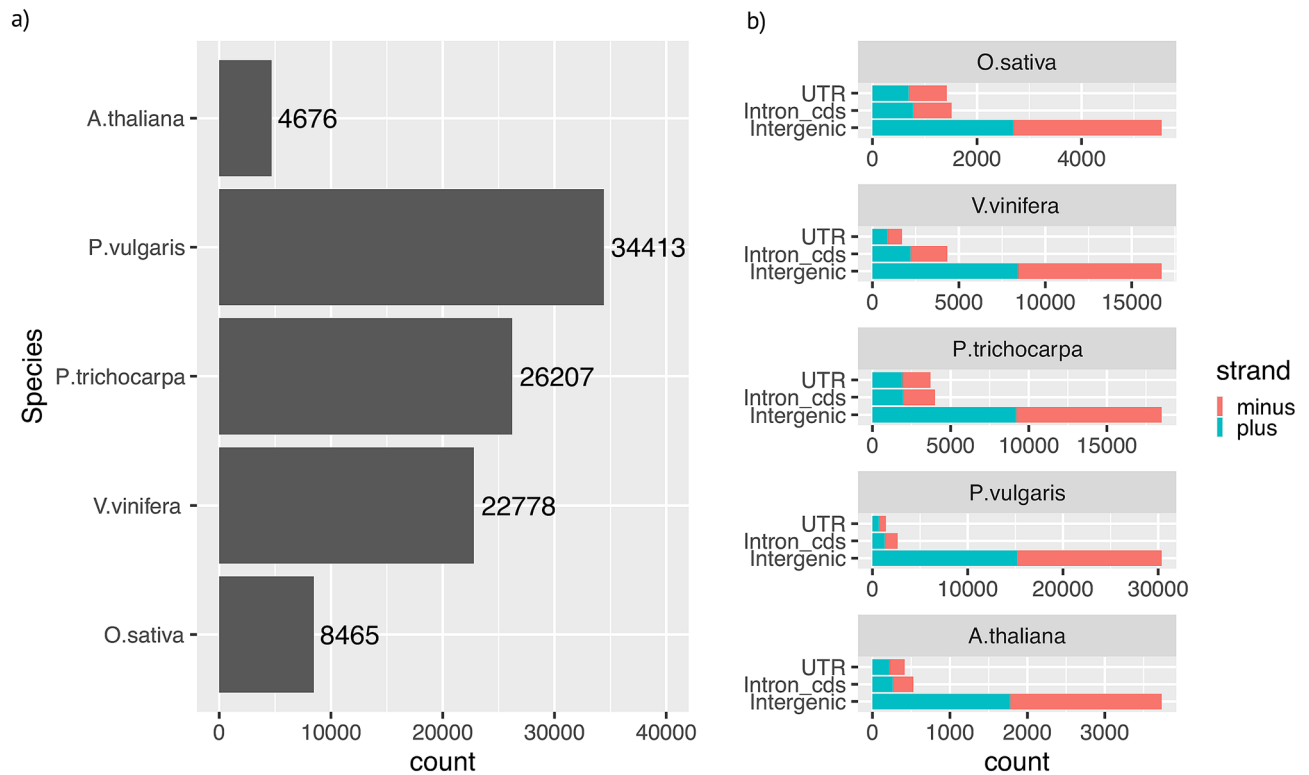 a)
Species
A.thaliana
4676
P.vulgaris
34413
P.trichocarpa
26207
V.vinifera
22778
O.sativa
8465
0 10000 20000 30000 40000
count
b)
O.sativa
UTR
Intron_cds
Intergenic
0 2000 4000
V.vinifera
UTR
Intron_cds
Intergenic
0 5000 10000 15000
P.trichocarpa
UTR
Intron_cds
Intergenic
0 5000 10000 15000
P.vulgaris
UTR
Intron_cds
Intergenic
0 10000 20000 30000
A.thaliana
UTR
Intron_cds
Intergenic
0 1000 2000 3000
count
strand
minus
plus